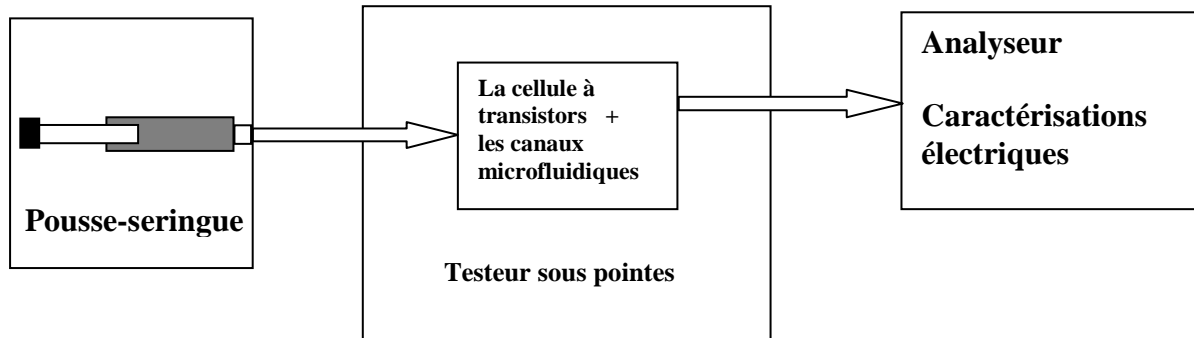 Pousse-seringue
La cellule à
transistors +
les canaux
microfluidiques
Testeur sous pointes
Analyseur
Caractérisations
électriques